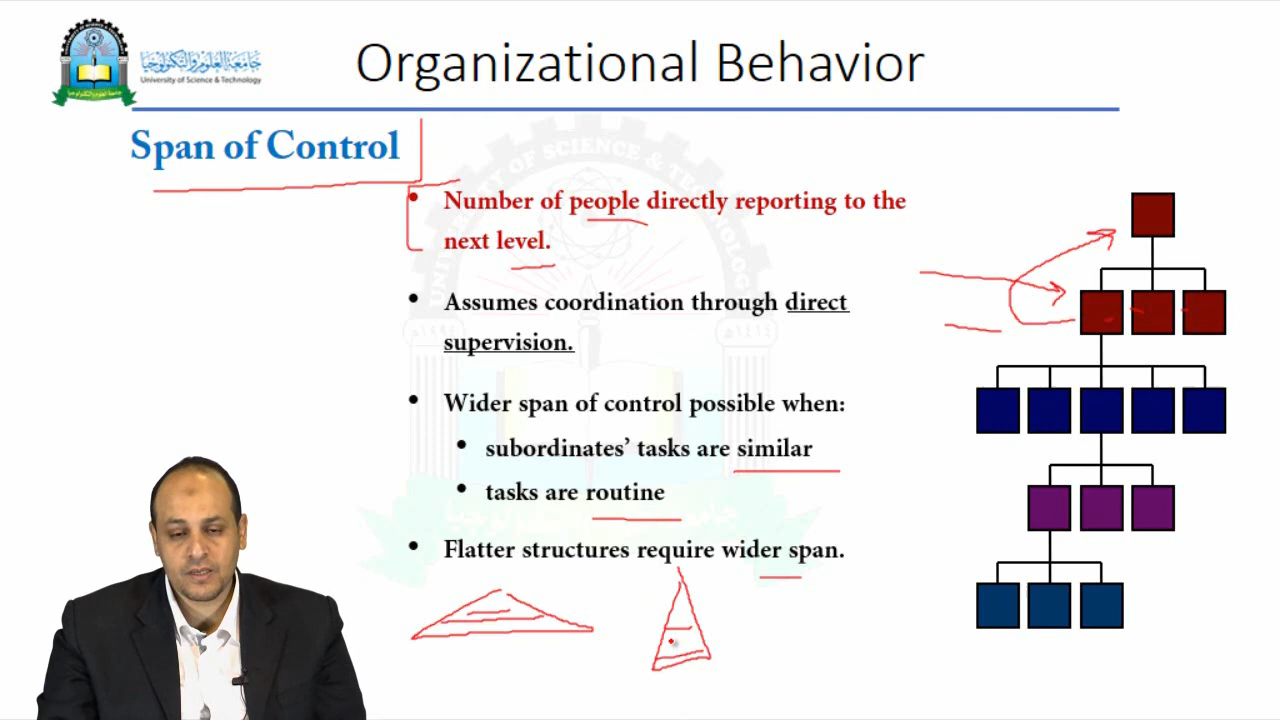 جامعة العلوم والتكنولوجيا
University of Science & Technology
Organizational Behavior
Span of Control
• Number of people directly reporting to the
next level.
• Assumes coordination through direct
supervision.
• Wider span of control possible when:
• subordinates’ tasks are similar
• tasks are routine
• Flatter structures require wider span.